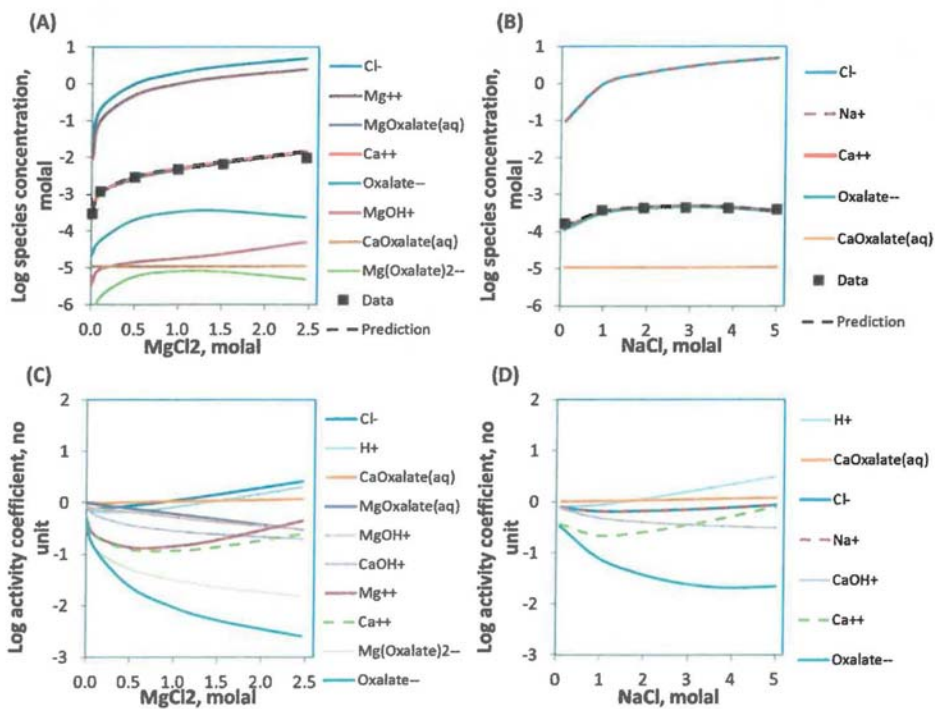 (A)
Log species concentration, molal
1
0
-1
-2
-3
-4
-5
-6
0.0 0.5 1.0 1.5 2.0 2.5
MgCl2, molal
Cl-
Mg++
MgOxalate(aq)
Ca++
Oxalate--
MgOH+
CaOxalate(aq)
Mg(Oxalate)2--
Data
Prediction
(B)
Log species concentration, molal
1
0
-1
-2
-3
-4
-5
-6
0 1 2 3 4 5
NaCl, molal
Cl-
Na+
Ca++
Oxalate--
CaOxalate(aq)
Data
Prediction
(C)
Log activity coefficient, no unit
2
1
0
-1
-2
-3
0.0 0.5 1.0 1.5 2.0 2.5
MgCl2, molal
Cl-
H+
CaOxalate(aq)
MgOxalate(aq)
MgOH+
CaOH+
Mg++
Ca++
Mg(Oxalate)2--
Oxalate--
(D)
Log activity coefficient, no unit
2
1
0
-1
-2
-3
0 1 2 3 4 5
NaCl, molal
H+
CaOxalate(aq)
Cl-
Na+
CaOH+
Ca++
Oxalate--